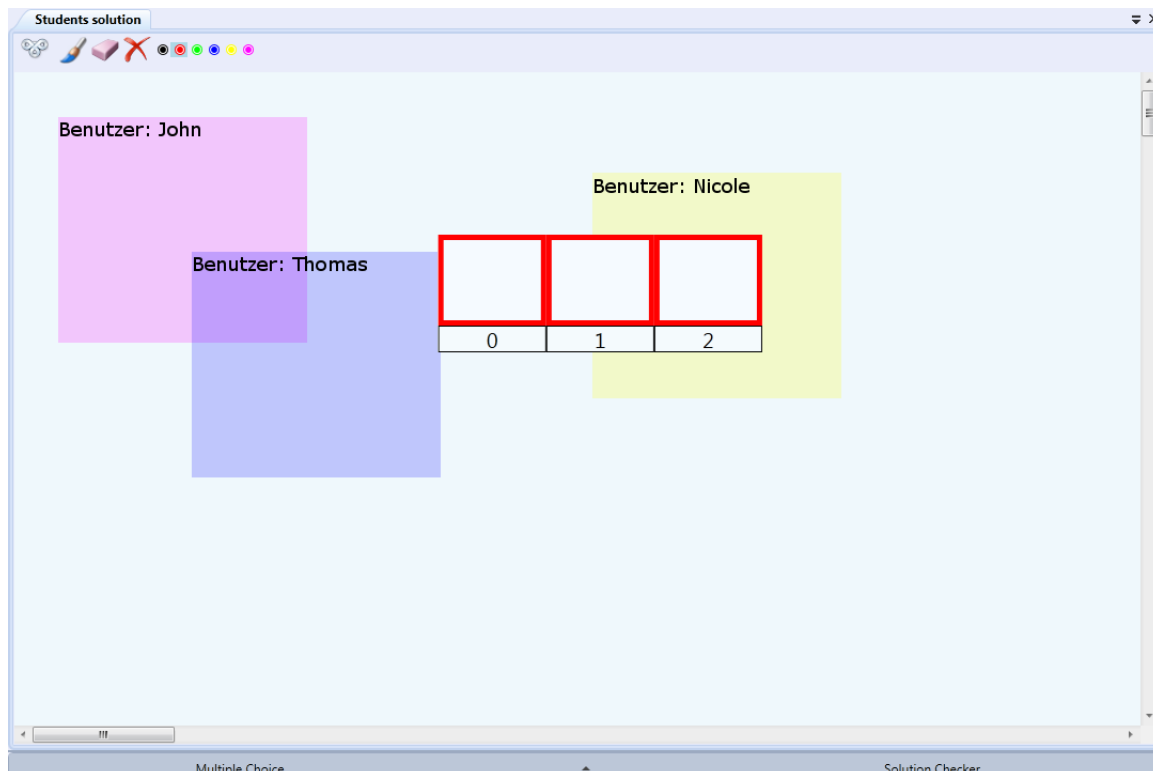 Students solution
Benutzer: John
Benutzer: Nicole
Benutzer: Thomas
0 1 2
Multiple Choice
Solution Checker